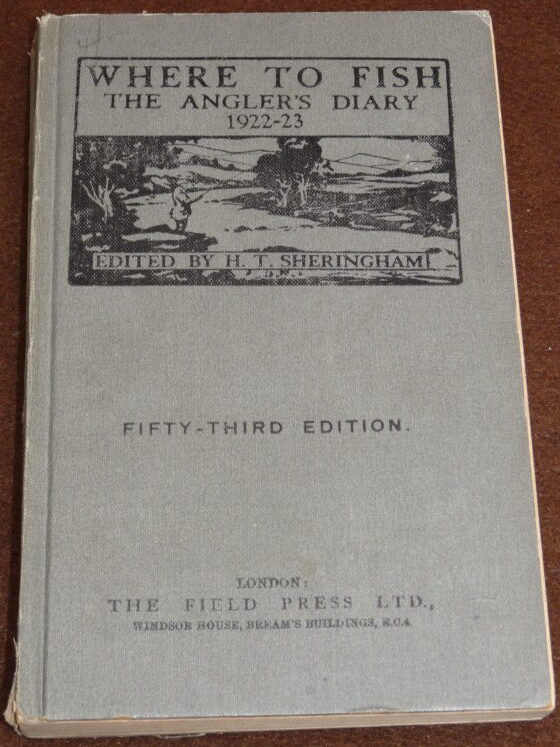 WHERE TO FISH
THE ANGLER'S DIARY
1922-23
EDITED BY H. T. SHERINGHAM
FIFTY-THIRD EDITION.
LONDON:
THE FIELD PRESS LTD.,
WINDSOR HOUSE, BREAM'S BUILDINGS, E.C.4.